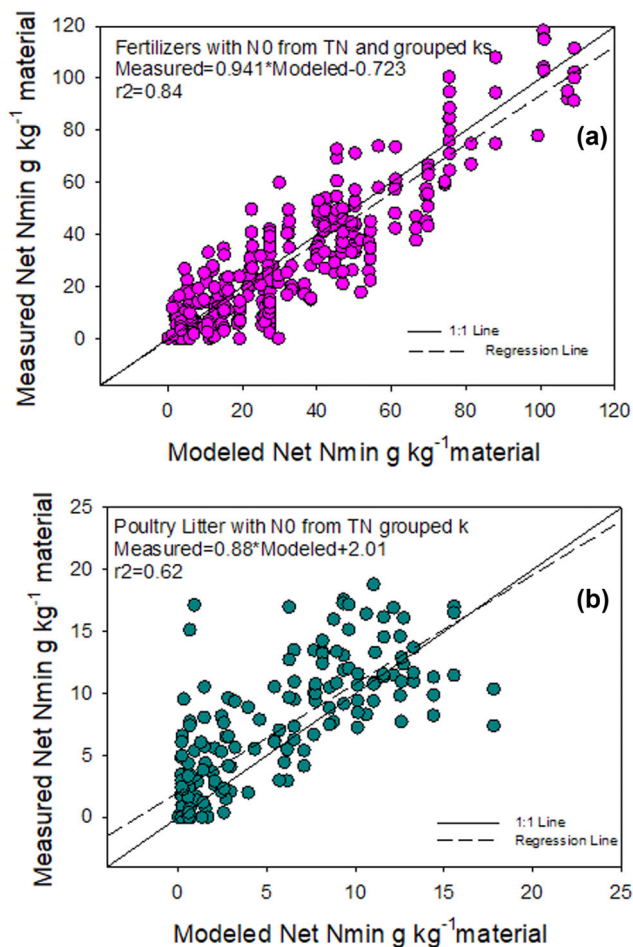 Fertilizers with N0 from TN and grouped ks
Measured=0.941*Modeled-0.723
r2=0.84
(a)
120
100
80
60
40
20
0
Measured Net Nmin g kg⁻¹ material
1:1 Line
Regression Line
0 20 40 60 80 100 120
Modeled Net Nmin g kg⁻¹material
Poultry Litter with N0 from TN grouped k
Measured=0.88*Modeled+2.01
r2=0.62
(b)
25
20
15
10
5
0
Measured Net Nmin g kg⁻¹ material
1:1 Line
Regression Line
0 5 10 15 20 25
Modeled Net Nmin g kg⁻¹material